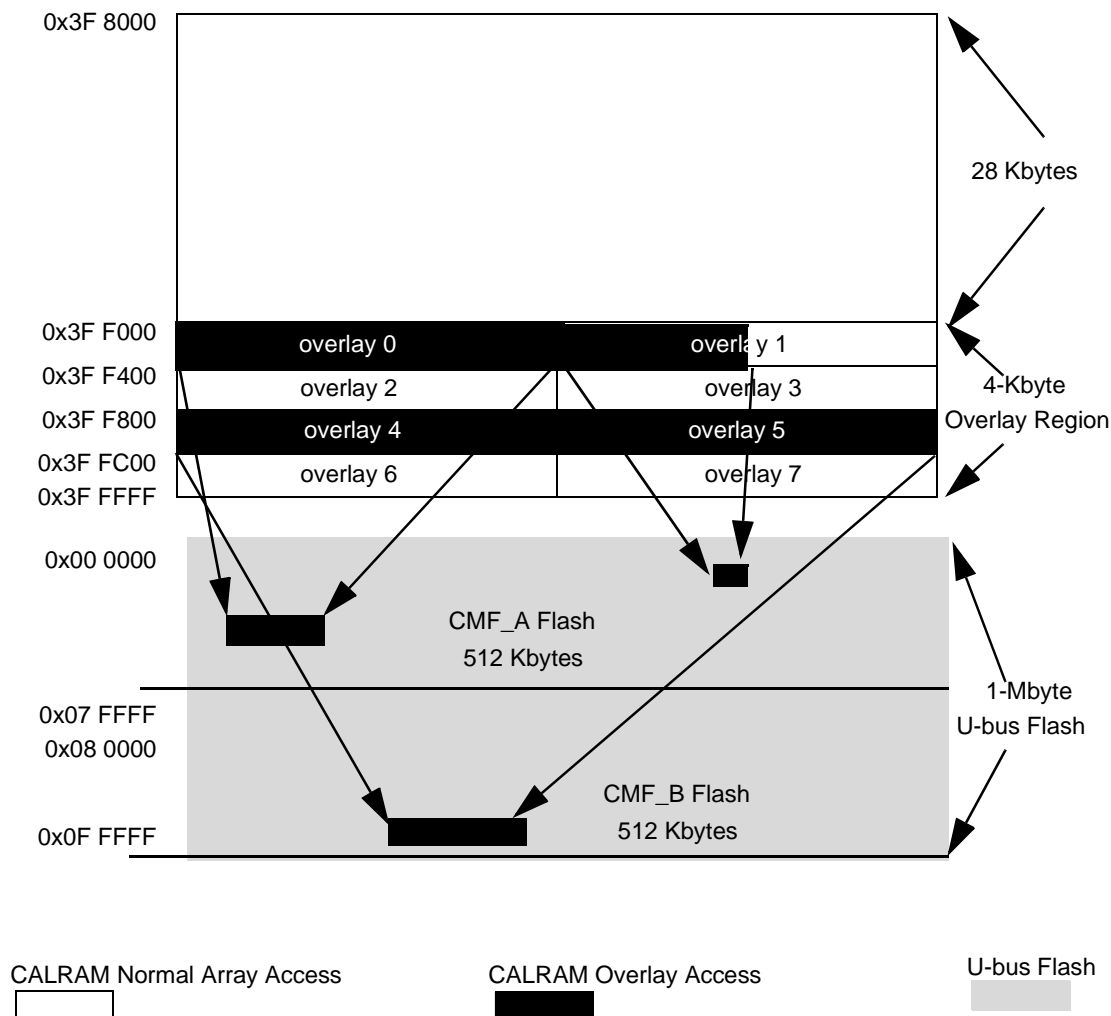 0x3F 8000
28 Kbytes
0x3F F000
overlay 0
overlay 1
0x3F F400
overlay 2
overlay 3
4-Kbyte
Overlay Region
0x3F F800
overlay 4
overlay 5
0x3F FC00
overlay 6
overlay 7
0x3F FFFF
0x00 0000
CMF_A Flash
512 Kbytes
1-Mbyte
U-bus Flash
0x07 FFFF
0x08 0000
CMF_B Flash
512 Kbytes
0x0F FFFF
CALRAM Normal Array Access
CALRAM Overlay Access
U-bus Flash